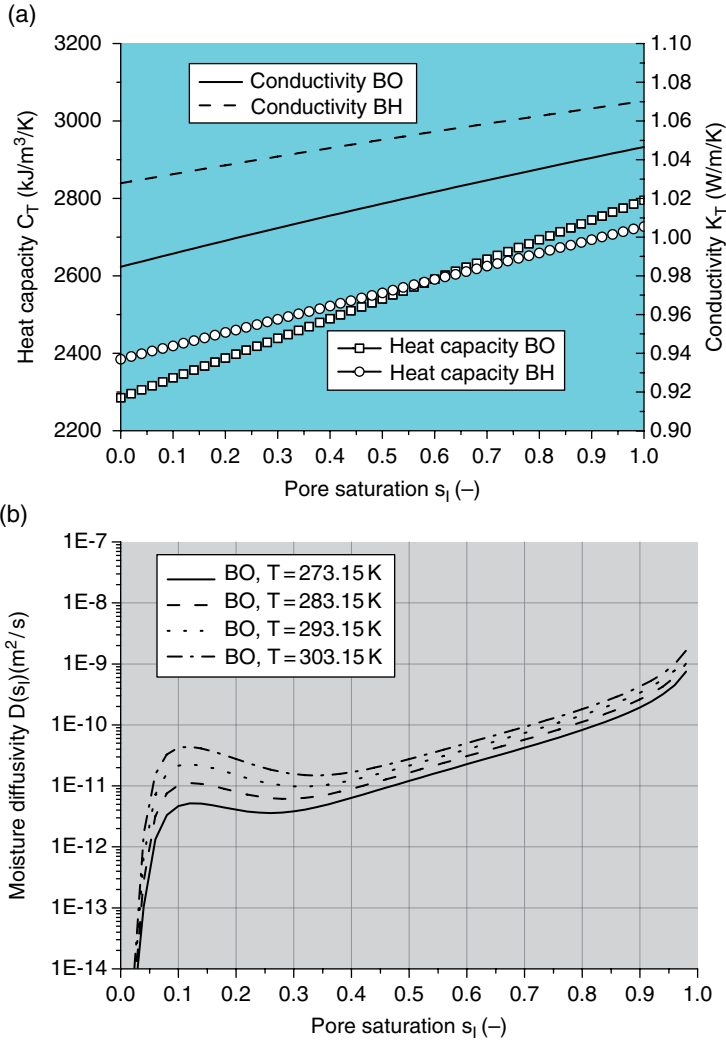 (a)
3200
3000
2800
2600
2400
2200
Heat capacity C_T (kJ/m³/K)
Conductivity BO
Conductivity BH
Heat capacity BO
Heat capacity BH
1.10
1.08
1.06
1.04
1.02
1.00
0.98
0.96
0.94
0.92
0.90
Conductivity K_T (W/m/K)
0.0 0.1 0.2 0.3 0.4 0.5 0.6 0.7 0.8 0.9 1.0
Pore saturation s_l (–)
(b)
1E-7
1E-8
1E-9
1E-10
1E-11
1E-12
1E-13
1E-14
Moisture diffusivity D(s_l)(m²/s)
BO, T=273.15K
BO, T=283.15K
BO, T=293.15K
BO, T=303.15K
0.0 0.1 0.2 0.3 0.4 0.5 0.6 0.7 0.8 0.9 1.0
Pore saturation s_l (–)